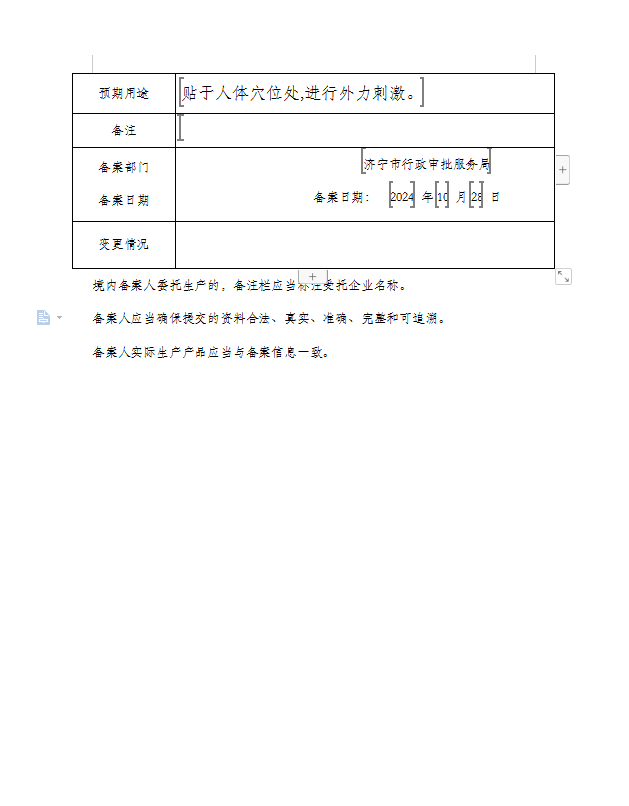 预期用途 贴于人体穴位处,进行外力刺激。
备注
备案部门 济宁市行政审批服务局
备案日期 备案日期： 2024 年 10 月 28 日
变更情况
境内备案人委托生产的，备注栏应当标注受托企业名称。
备案人应当确保提交的资料合法、真实、准确、完整和可追溯。
备案人实际生产产品应当与备案信息一致。